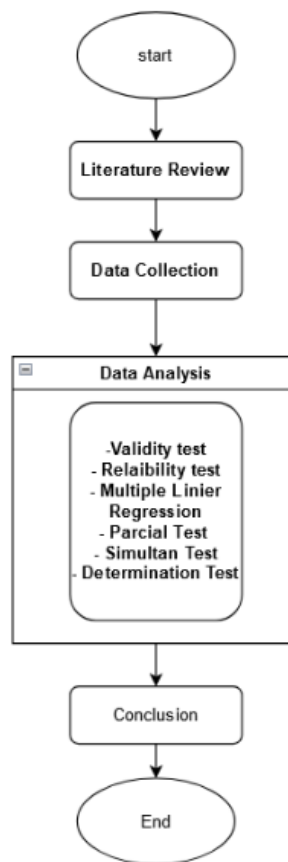 start
Literature Review
Data Collection
Data Analysis
-Validity test
- Relaibility test
- Multiple Linier
Regression
- Parcial Test
- Simultan Test
- Determination Test
Conclusion
End